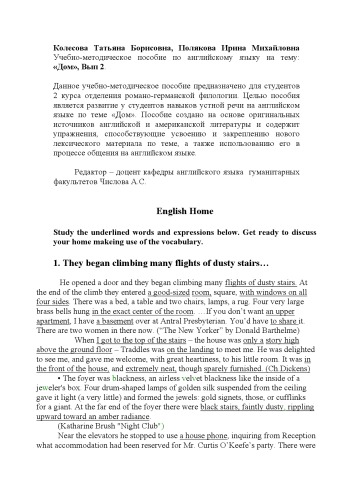 Колесова Татьяна Борисовна, Полякова Ирина Михайловна
Учебно-методическое пособие по английскому языку на тему:
«Дом», Вып 2.
Данное учебно-методическое пособие предназначено для студентов
2 курса отделения романо-германской филологии. Целью пособия
является развитие у студентов навыков устной речи на английском
языке по теме «Дом». Пособие создано на основе оригинальных
источников английской и американской литературы и содержит
упражнения, способствующие усвоению и закреплению нового
лексического материала по теме, а также использованию его в
процессе общения на английском языке.
Редактор – доцент кафедры английского языка гуманитарных
факультетов Числова А.С.
English Home
Study the underlined words and expressions below. Get ready to discuss
your home makeing use of the vocabulary.
1. They began climbing many flights of dusty stairs…
He opened a door and they began climbing many flights of dusty stairs. At
the end of the climb they entered a good-sized room, square, with windows on all
four sides. There was a bed, a table and two chairs, lamps, a rug. Four very large
brass bells hung in the exact center of the room. …If you don’t want an upper
apartment, I have a basement over at Antral Presbyterian. You’d have to share it.
There are two women in there now. (“The New Yorker” by Donald Barthelme)
When I got to the top of the stairs – the house was only a story high
above the ground floor – Traddles was on the landing to meet me. He was delighted
to see me, and gave me welcome, with great heartiness, to his little room. It was in
the front of the house, and extremely neat, though sparely furnished. (Ch.Dickens)
• The foyer was blackness, an airless velvet blackness like the inside of a
jeweler's box. Four drum-shaped lamps of golden silk suspended from the ceiling
gave it light (a very little) and formed the jewels: gold signets, those, or cufflinks
for a giant. At the far end of the foyer there were black stairs, faintly dusty, rippling
upward toward an amber radiance.
(Katharine Brush "Night Club")
Near the elevators he stopped to use a house phone, inquiring from Reception
what accommodation had been reserved for Mr. Curtis O’Keefe’s party. There were